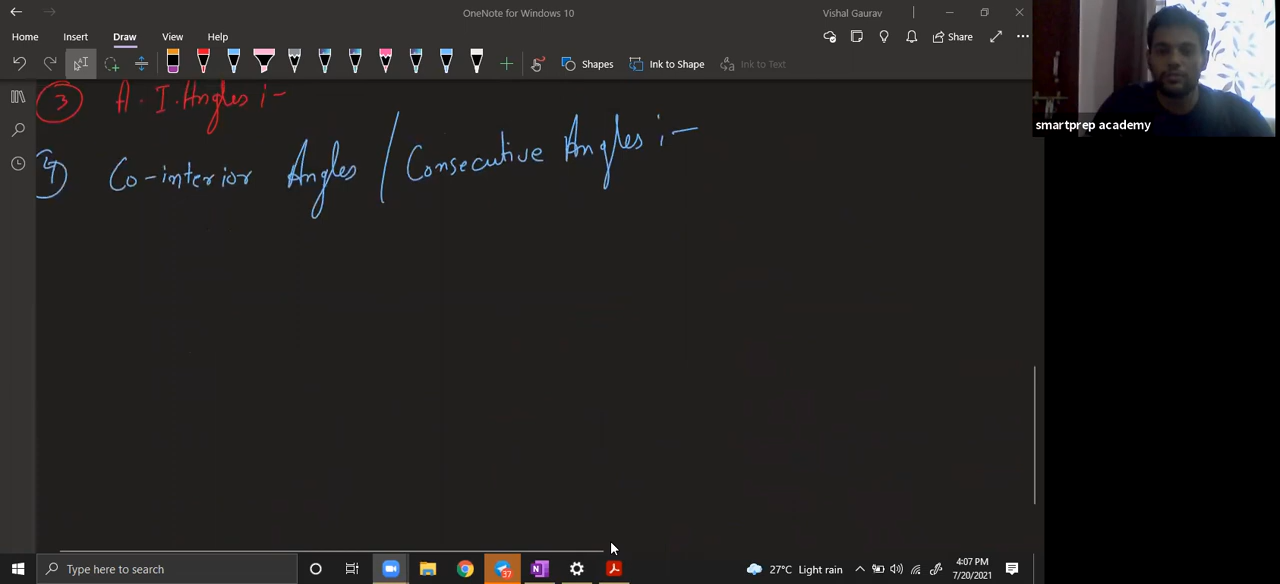 OneNote for Windows 10
Vishal Gaurav
Home Insert Draw View Help
Share
Shapes
Ink to Shape
Ink to Text
smartprep academy
3 A. I. Angles :-
4 Co-interior Angles / Consecutive Angles :-
Type here to search
37
27°C Light rain
4:07 PM
7/20/2021